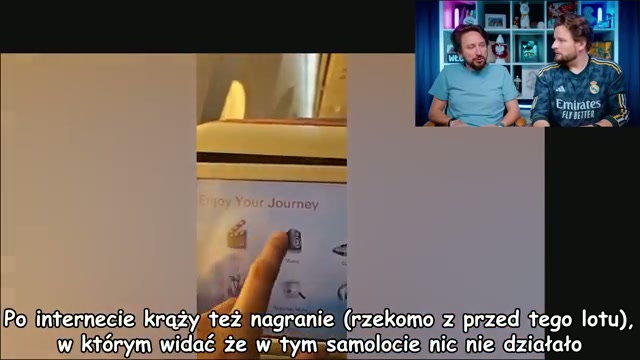 Emirates
FLY BETTER
Enjoy Your Journey
Po internecie krąży też nagranie (rzekomo z przed tego lotu),
w którym widać że w tym samolocie nic nie działało